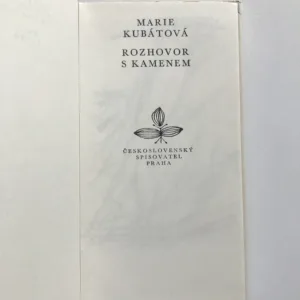 MARIE
KUBÁTOVÁ
ROZHOVOR
S KAMENEM
ČESKOSLOVENSKÝ
SPISOVATEL
PRAHA